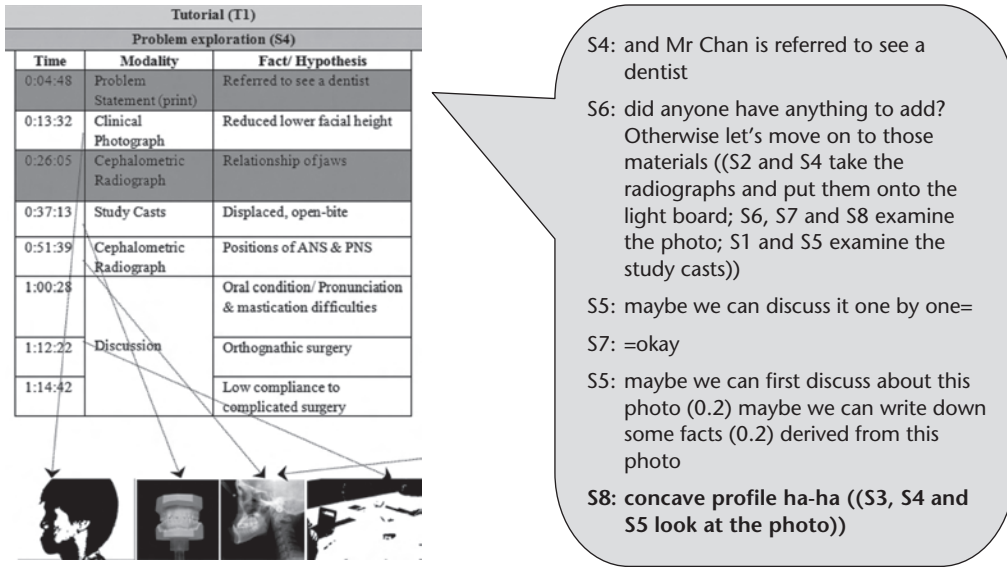 Tutorial (T1)
Problem exploration (S4)
Time Modality Fact/ Hypothesis
0:04:48 Problem Statement (print) Referred to see a dentist
0:13:32 Clinical Photograph Reduced lower facial height
0:26:05 Cephalometric Radiograph Relationship of jaws
0:37:13 Study Casts Displaced, open-bite
0:51:39 Cephalometric Radiograph Positions of ANS & PNS
1:00:28 Oral condition/ Pronunciation & mastication difficulties
1:12:22 Discussion Orthognathic surgery
1:14:42 Low compliance to complicated surgery
S4: and Mr Chan is referred to see a
dentist
S6: did anyone have anything to add?
Otherwise let's move on to those
materials ((S2 and S4 take the
radiographs and put them onto the
light board; S6, S7 and S8 examine
the photo; S1 and S5 examine the
study casts))
S5: maybe we can discuss it one by one=
S7: =okay
S5: maybe we can first discuss about this
photo (0.2) maybe we can write down
some facts (0.2) derived from this
photo
S8: concave profile ha-ha ((S3, S4 and
S5 look at the photo))